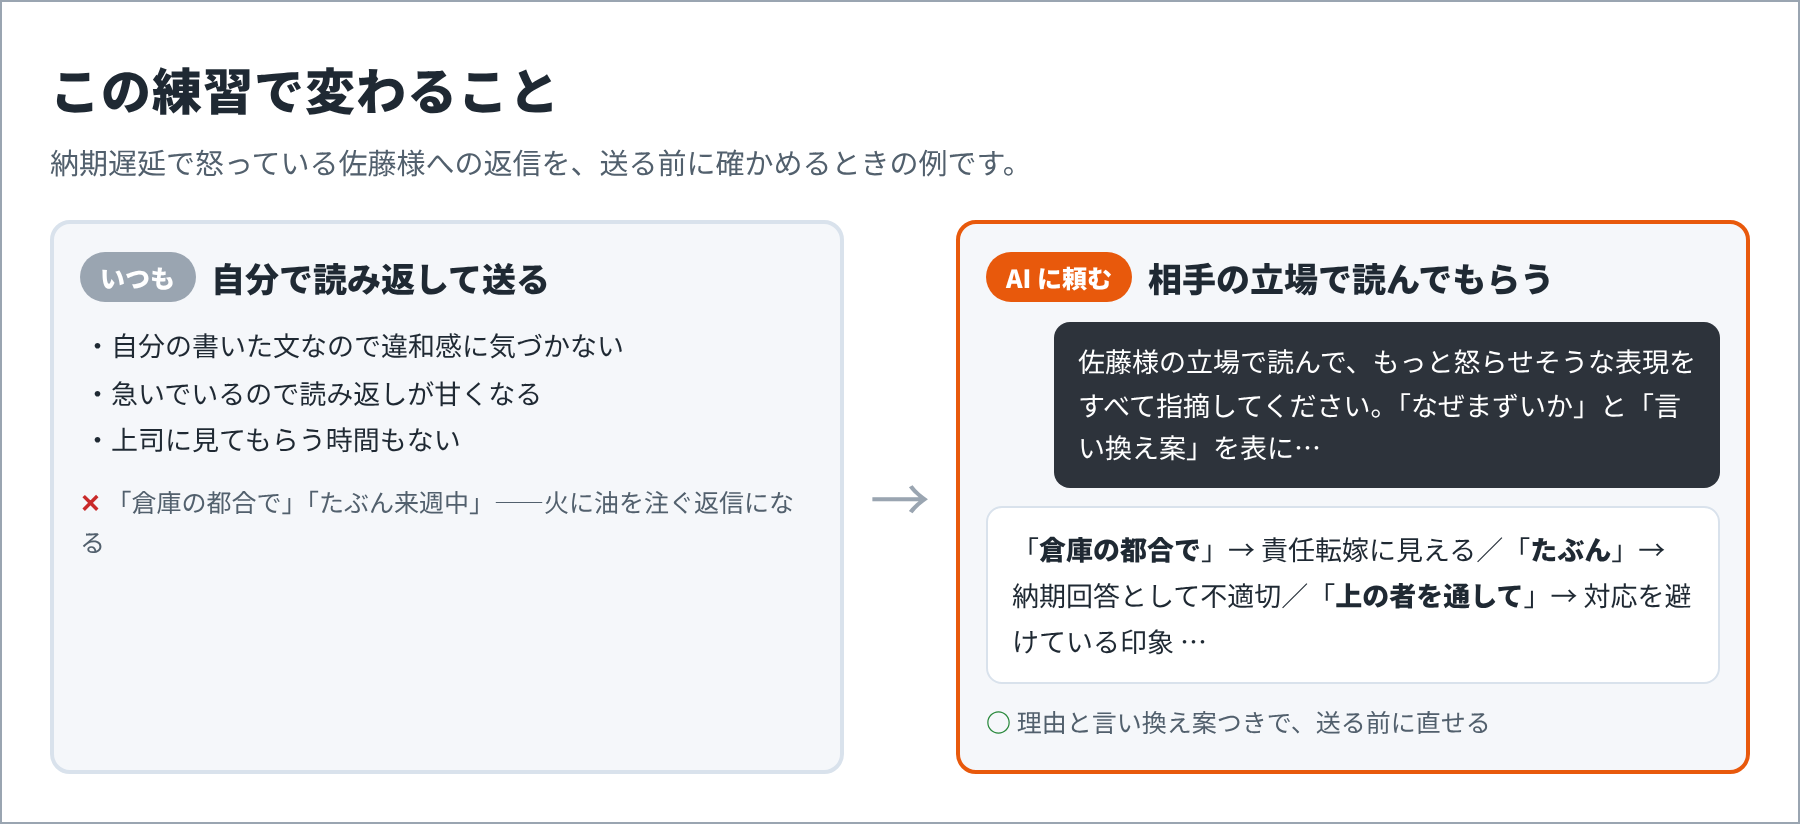 この練習で変わること
納期遅延で怒っている佐藤様への返信を、送る前に確かめるときの例です。
いつも 自分で読み返して送る
・自分の書いた文なので違和感に気づかない
・急いでいるので読み返しが甘くなる
・上司に見てもらう時間もない
×「倉庫の都合で」「たぶん来週中」――火に油を注ぐ返信にな
る
→
AI に頼む 相手の立場で読んでもらう
佐藤様の立場で読んで、もっと怒らせそうな表現を
すべて指摘してください。「なぜまずいか」と「言
い換え案」を表に…
「倉庫の都合で」→ 責任転嫁に見える／「たぶん」→
納期回答として不適切／「上の者を通して」→ 対応を避
けている印象 …
○ 理由と言い換え案つきで、送る前に直せる